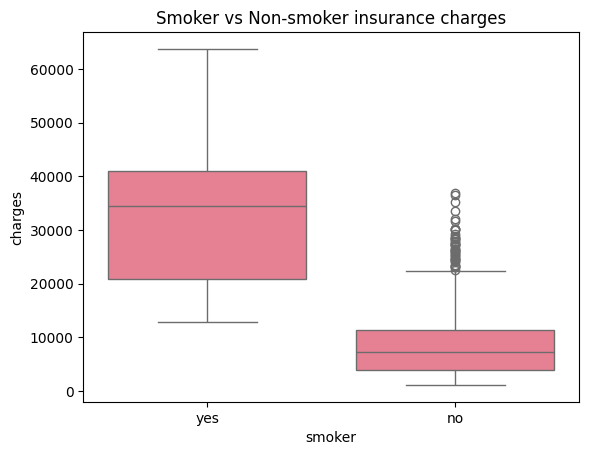 Smoker vs Non-smoker insurance charges
60000
50000
40000
30000
20000
10000
0
charges
yes
no
smoker